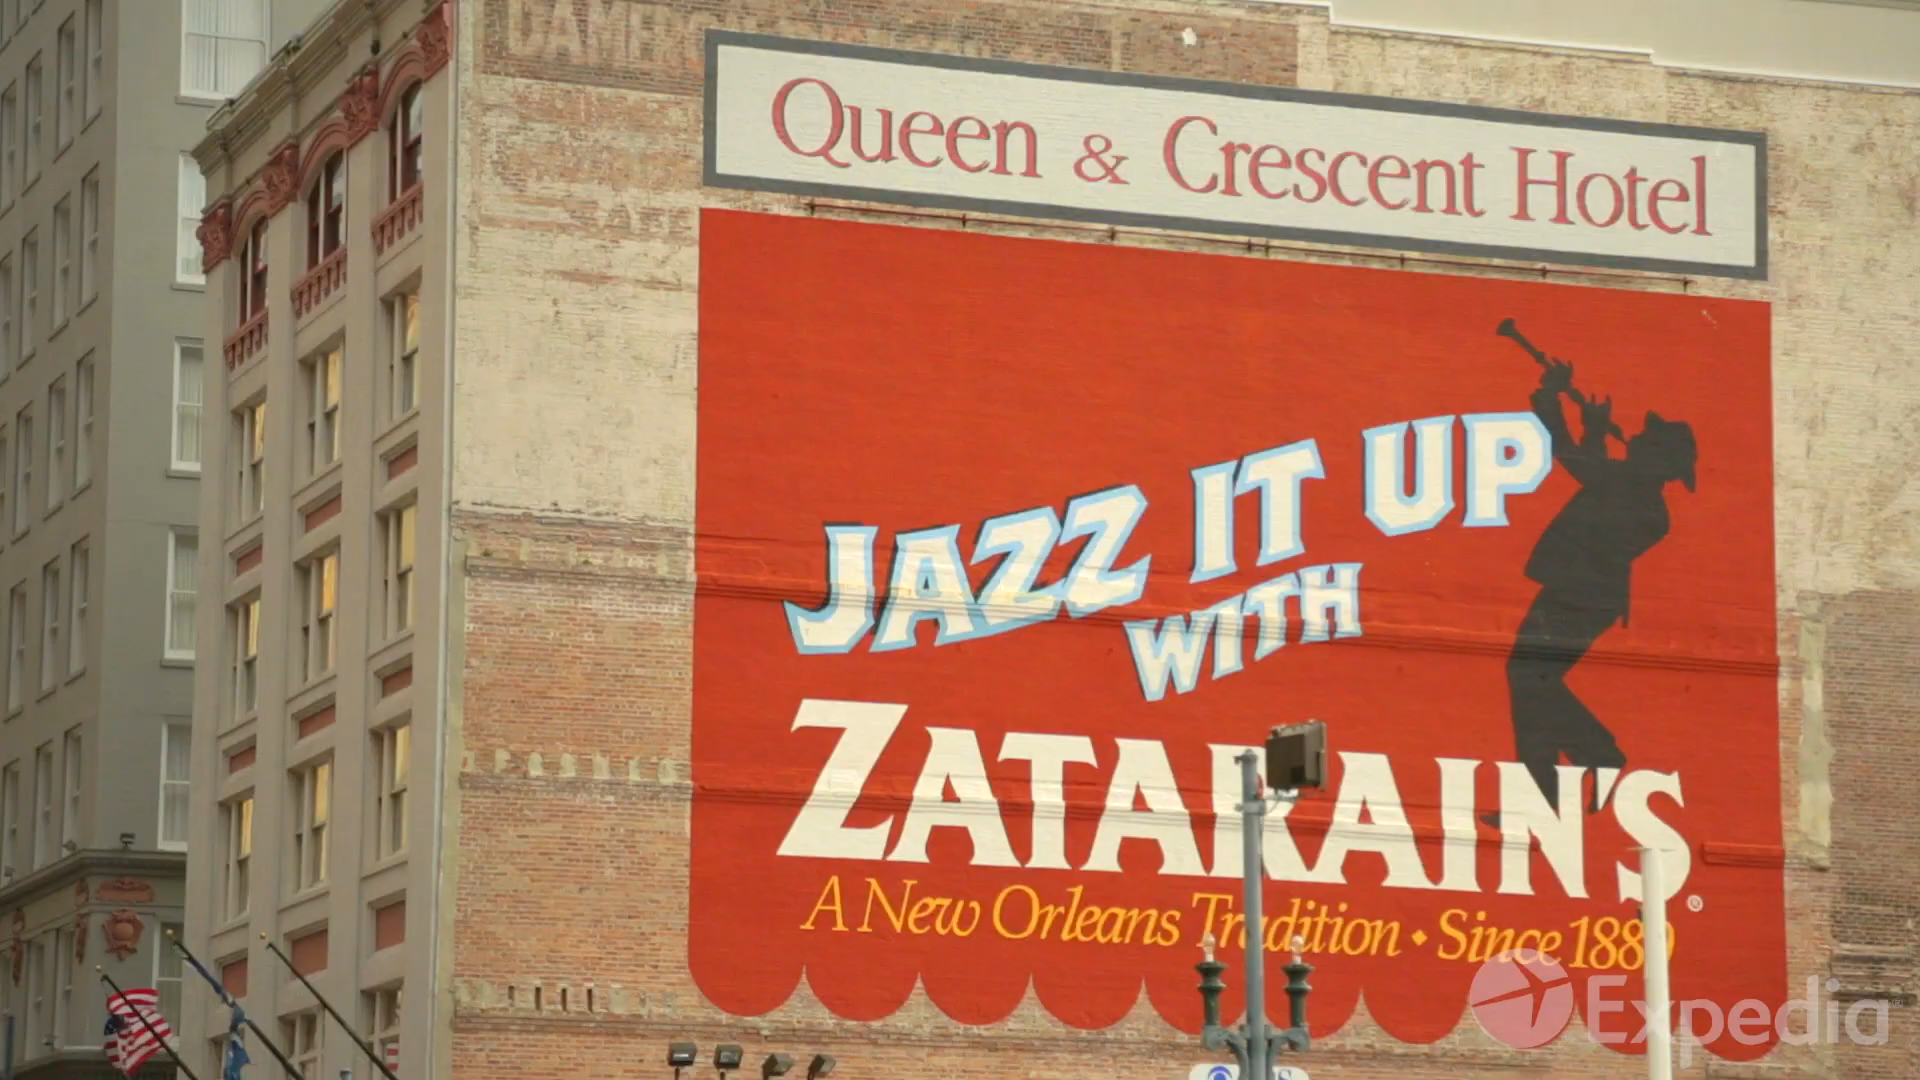 Queen & Crescent Hotel
JAZZ IT UP
WITH
ZATARAIN'S®
A New Orleans Tradition • Since 1889
Expedia